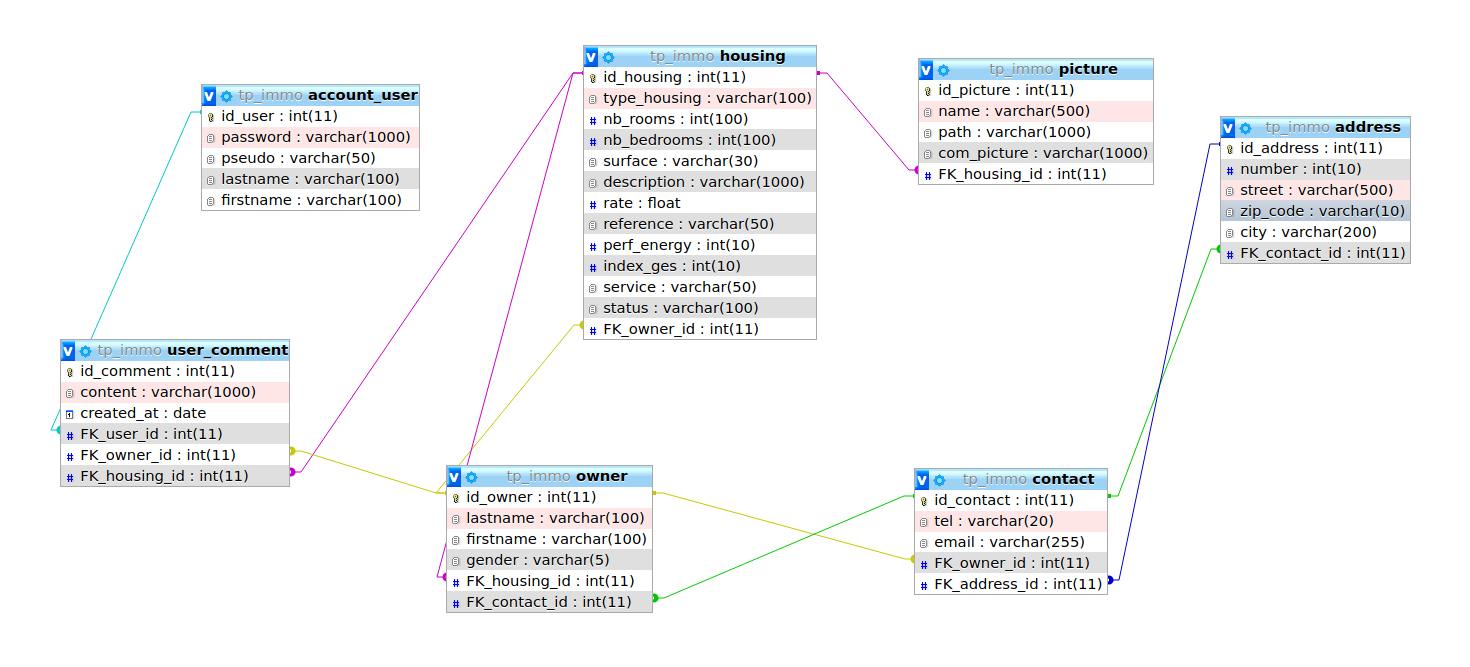 tp_immo account_user
id_user : int(11)
password : varchar(1000)
pseudo : varchar(50)
lastname : varchar(100)
firstname : varchar(100)
tp_immo housing
id_housing : int(11)
type_housing : varchar(100)
nb_rooms : int(100)
nb_bedrooms : int(100)
surface : varchar(30)
description : varchar(1000)
rate : float
reference : varchar(50)
perf_energy : int(10)
index_ges : int(10)
service : varchar(50)
status : varchar(100)
FK_owner_id : int(11)
tp_immo picture
id_picture : int(11)
name : varchar(500)
path : varchar(1000)
com_picture : varchar(1000)
FK_housing_id : int(11)
tp_immo address
id_address : int(11)
number : int(10)
street : varchar(500)
zip_code : varchar(10)
city : varchar(200)
FK_contact_id : int(11)
tp_immo user_comment
id_comment : int(11)
content : varchar(1000)
created_at : date
FK_user_id : int(11)
FK_owner_id : int(11)
FK_housing_id : int(11)
tp_immo owner
id_owner : int(11)
lastname : varchar(100)
firstname : varchar(100)
gender : varchar(5)
FK_housing_id : int(11)
FK_contact_id : int(11)
tp_immo contact
id_contact : int(11)
tel : varchar(20)
email : varchar(255)
FK_owner_id : int(11)
FK_address_id : int(11)